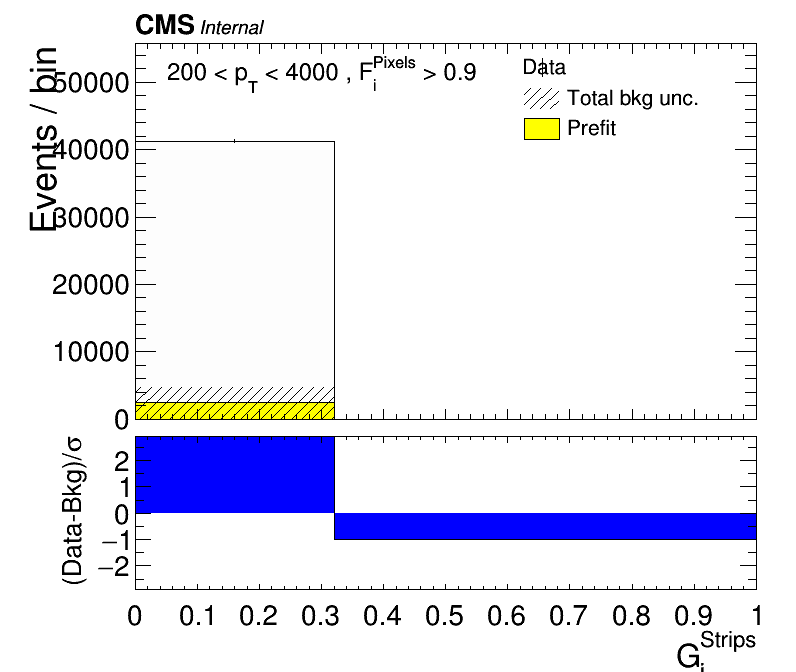 CMS Internal
200 < p_T < 4000 , F_i^Pixels > 0.9
Data
Total bkg unc.
Prefit
Events / bin
50000
40000
30000
20000
10000
0
(Data-Bkg)/σ
2
1
0
−1
−2
0 0.1 0.2 0.3 0.4 0.5 0.6 0.7 0.8 0.9 1
G_i^Strips